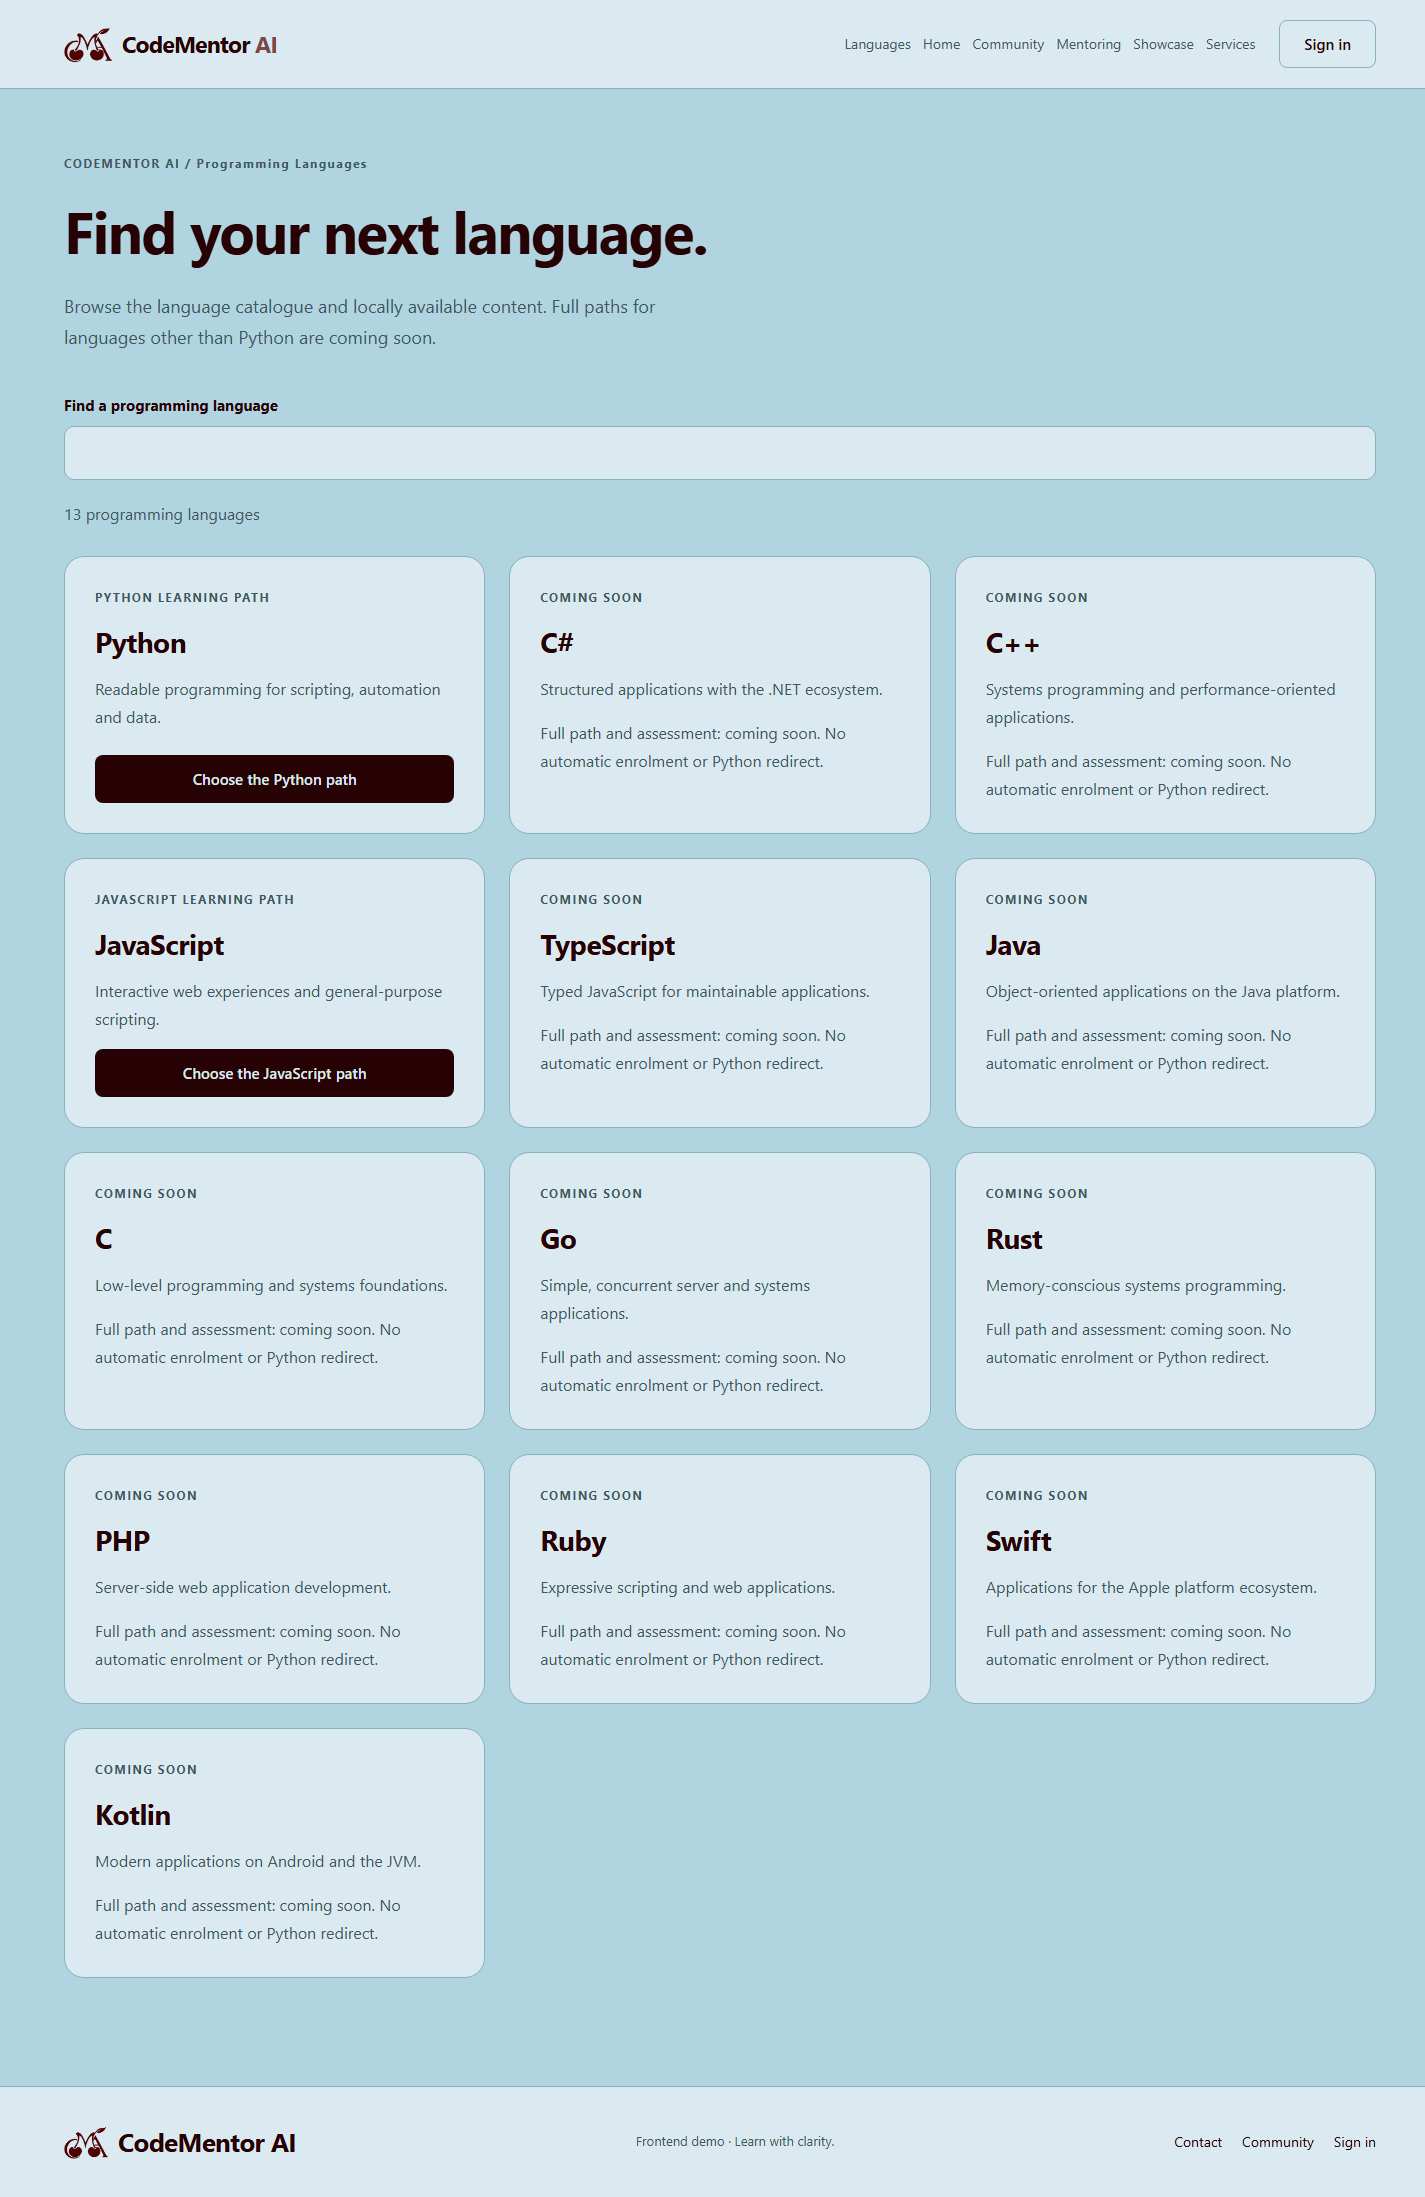 CodeMentor AI
Languages Home Community Mentoring Showcase Services Sign in
CODEMENTOR AI / Programming Languages
Find your next language.
Browse the language catalogue and locally available content. Full paths for
languages other than Python are coming soon.
Find a programming language
13 programming languages
PYTHON LEARNING PATH
Python
Readable programming for scripting, automation
and data.
Choose the Python path
COMING SOON
C#
Structured applications with the .NET ecosystem.
Full path and assessment: coming soon. No
automatic enrolment or Python redirect.
COMING SOON
C++
Systems programming and performance-oriented
applications.
Full path and assessment: coming soon. No
automatic enrolment or Python redirect.
JAVASCRIPT LEARNING PATH
JavaScript
Interactive web experiences and general-purpose
scripting.
Choose the JavaScript path
COMING SOON
TypeScript
Typed JavaScript for maintainable applications.
Full path and assessment: coming soon. No
automatic enrolment or Python redirect.
COMING SOON
Java
Object-oriented applications on the Java platform.
Full path and assessment: coming soon. No
automatic enrolment or Python redirect.
COMING SOON
C
Low-level programming and systems foundations.
Full path and assessment: coming soon. No
automatic enrolment or Python redirect.
COMING SOON
Go
Simple, concurrent server and systems
applications.
Full path and assessment: coming soon. No
automatic enrolment or Python redirect.
COMING SOON
Rust
Memory-conscious systems programming.
Full path and assessment: coming soon. No
automatic enrolment or Python redirect.
COMING SOON
PHP
Server-side web application development.
Full path and assessment: coming soon. No
automatic enrolment or Python redirect.
COMING SOON
Ruby
Expressive scripting and web applications.
Full path and assessment: coming soon. No
automatic enrolment or Python redirect.
COMING SOON
Swift
Applications for the Apple platform ecosystem.
Full path and assessment: coming soon. No
automatic enrolment or Python redirect.
COMING SOON
Kotlin
Modern applications on Android and the JVM.
Full path and assessment: coming soon. No
automatic enrolment or Python redirect.
CodeMentor AI
Frontend demo · Learn with clarity.
Contact Community Sign in